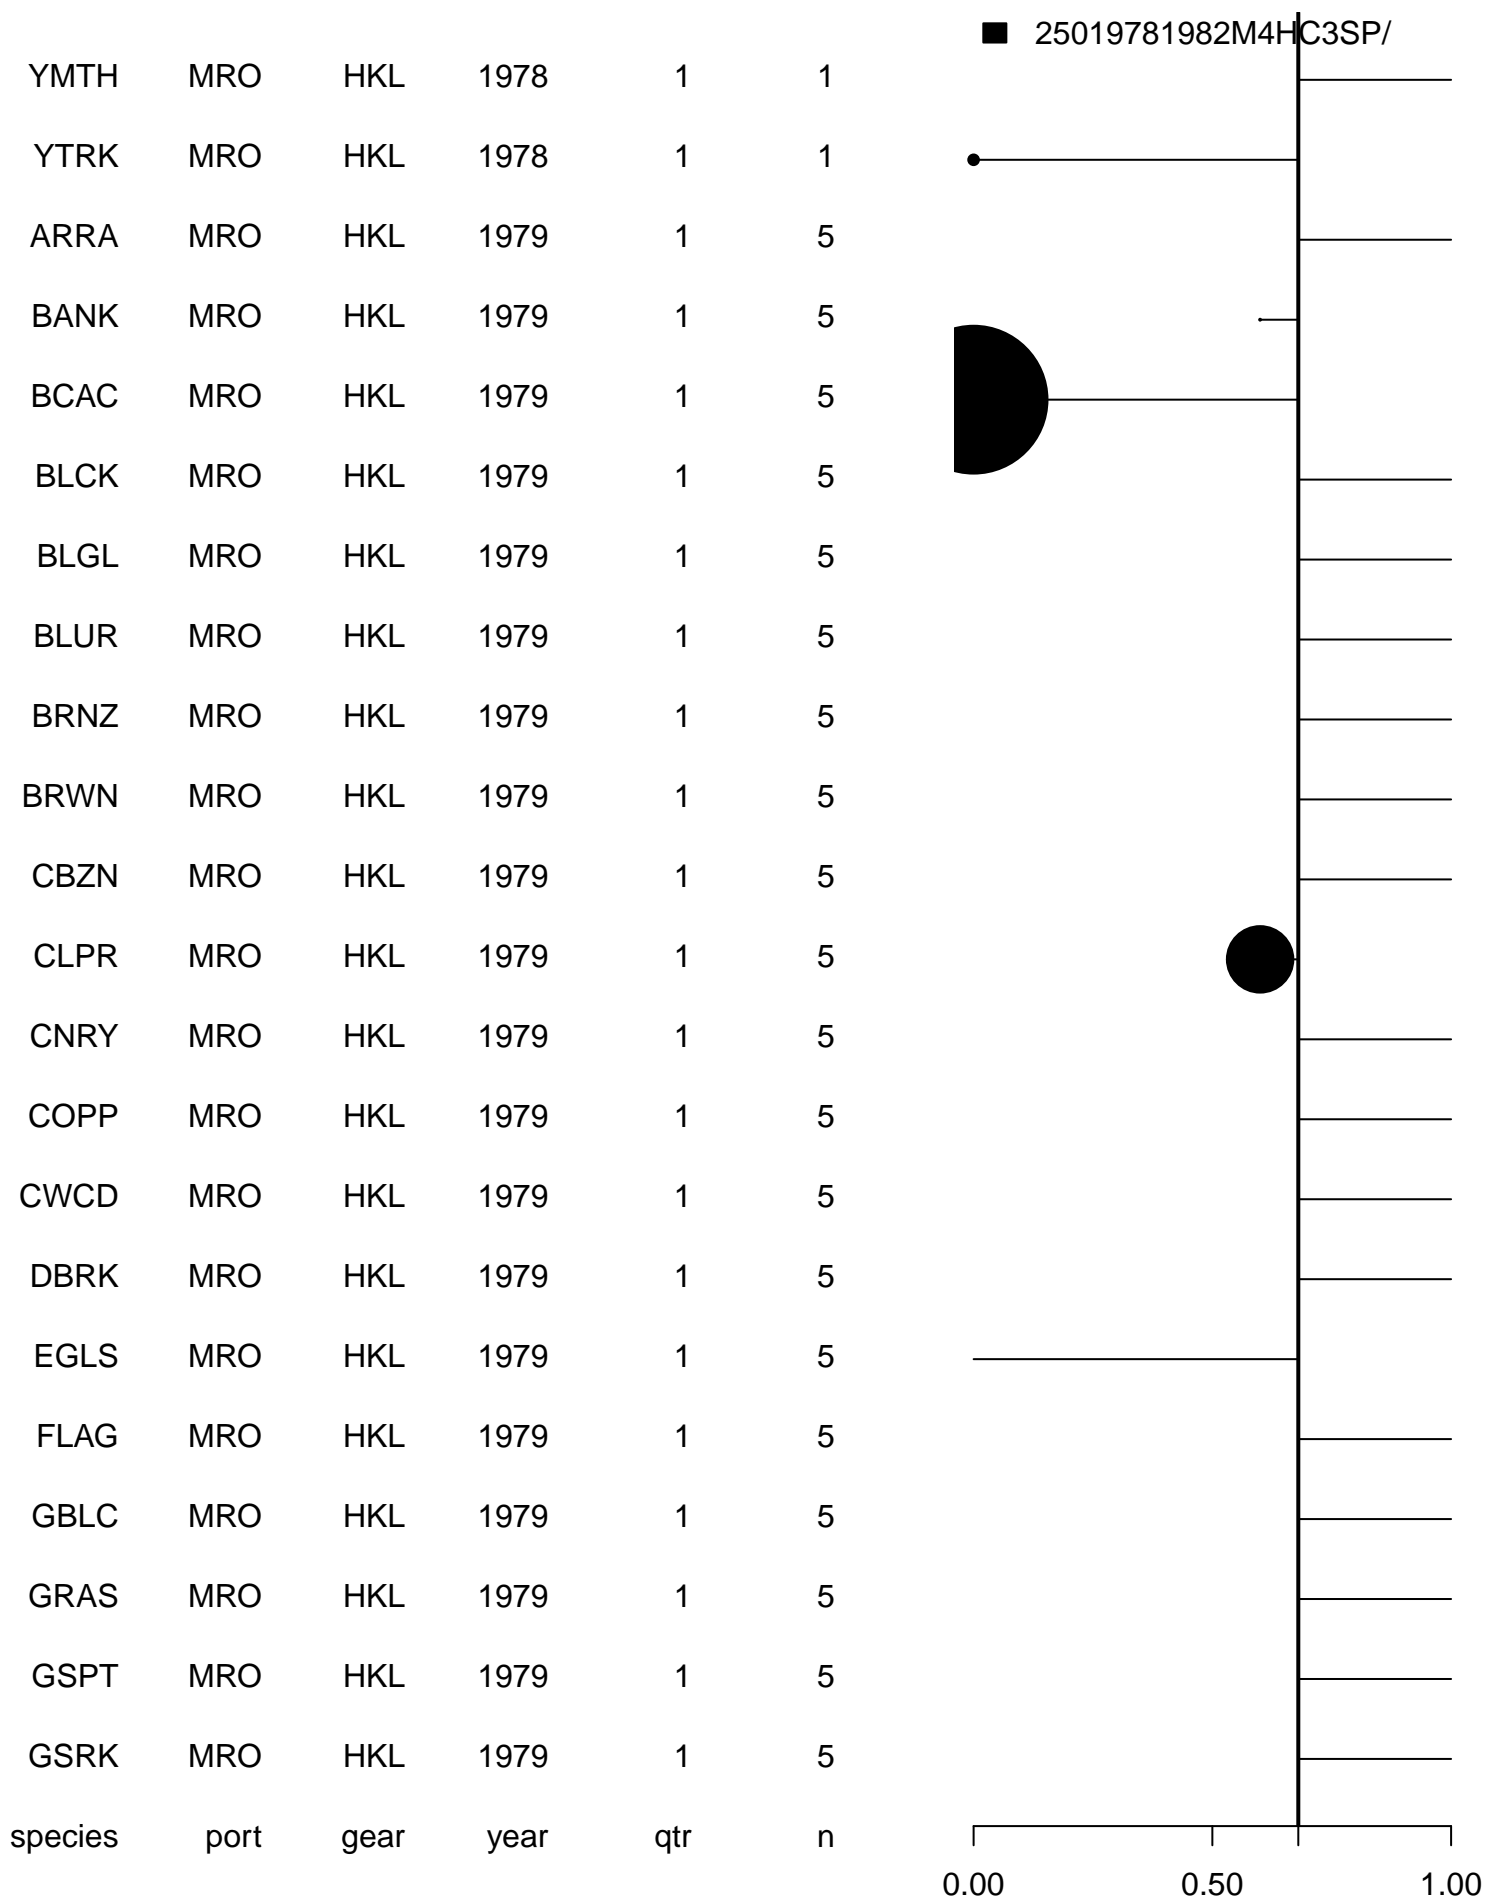 25019781982M4HC3SP/
YMTH MRO HKL 1978 1 1
YTRK MRO HKL 1978 1 1
ARRA MRO HKL 1979 1 5
BANK MRO HKL 1979 1 5
BCAC MRO HKL 1979 1 5
BLCK MRO HKL 1979 1 5
BLGL MRO HKL 1979 1 5
BLUR MRO HKL 1979 1 5
BRNZ MRO HKL 1979 1 5
BRWN MRO HKL 1979 1 5
CBZN MRO HKL 1979 1 5
CLPR MRO HKL 1979 1 5
CNRY MRO HKL 1979 1 5
COPP MRO HKL 1979 1 5
CWCD MRO HKL 1979 1 5
DBRK MRO HKL 1979 1 5
EGLS MRO HKL 1979 1 5
FLAG MRO HKL 1979 1 5
GBLC MRO HKL 1979 1 5
GRAS MRO HKL 1979 1 5
GSPT MRO HKL 1979 1 5
GSRK MRO HKL 1979 1 5
species port gear year qtr n
0.00 0.50 1.00